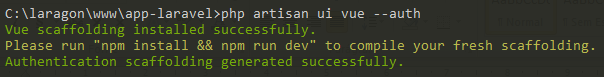 C:\laragon\www\app-laravel>php artisan ui vue --auth
Vue scaffolding installed successfully.
Please run "npm install && npm run dev" to compile your fresh scaffolding.
Authentication scaffolding generated successfully.